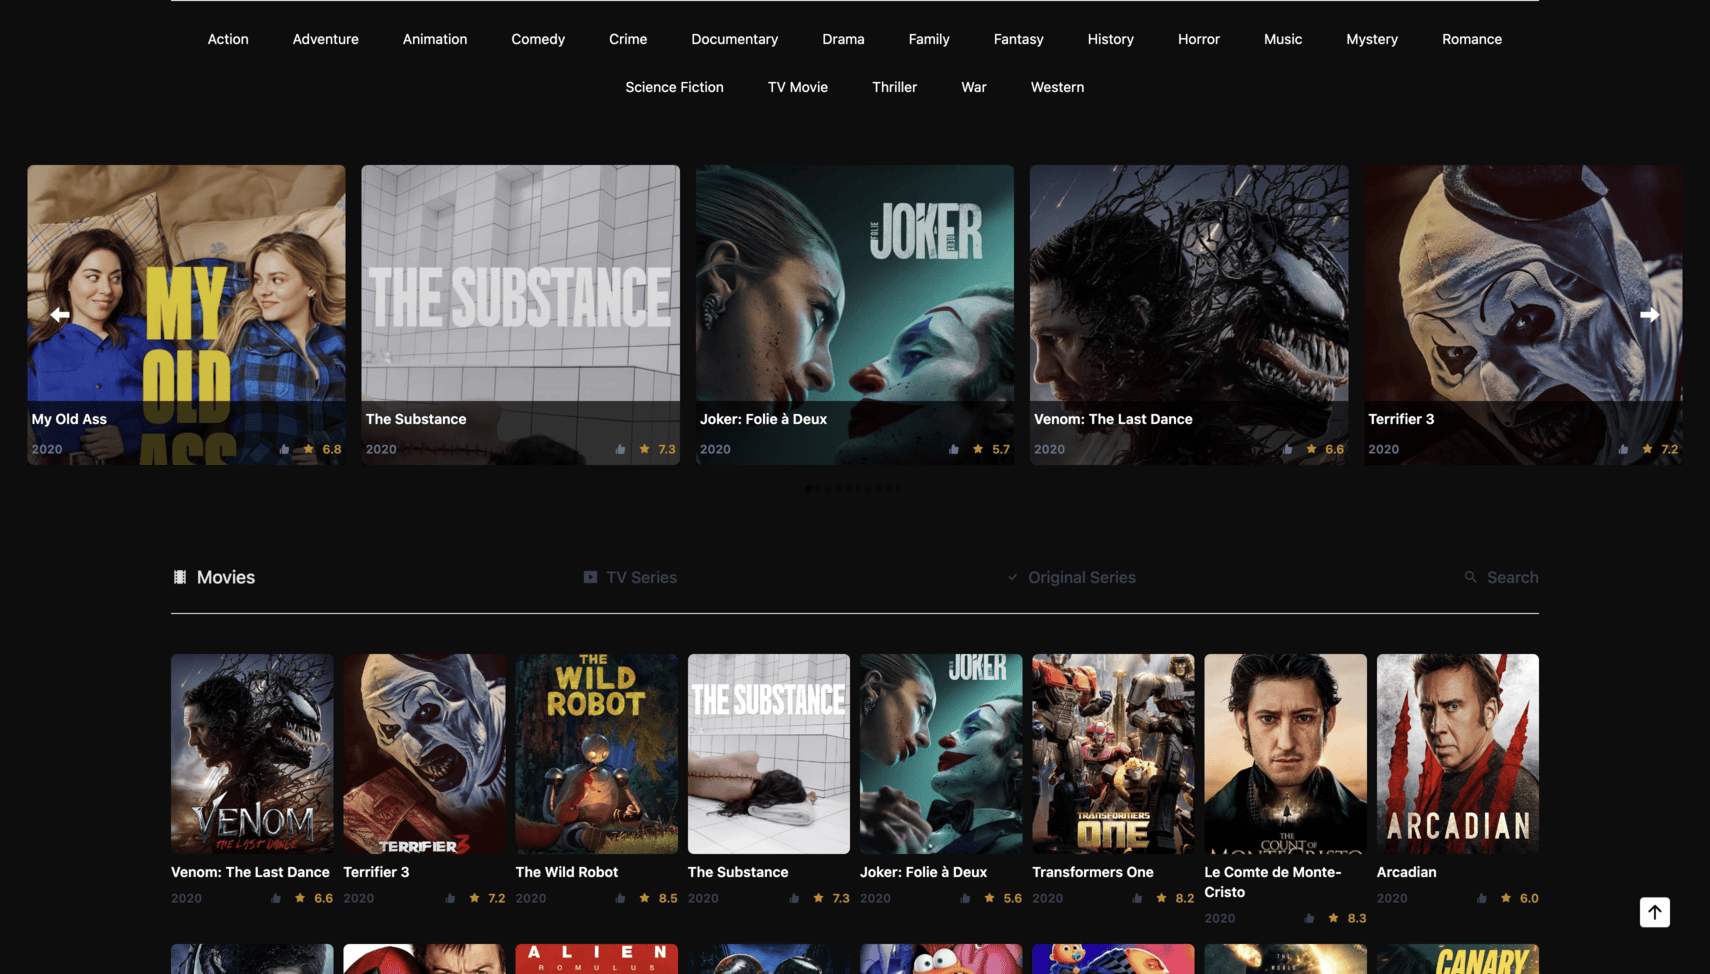 Action Adventure Animation Comedy Crime Documentary Drama Family Fantasy History Horror Music Mystery Romance
Science Fiction TV Movie Thriller War Western
MY
OLD
ASS
My Old Ass
2020 6.8
THE SUBSTANCE
The Substance
2020 7.3
JOKER
FOLIE
À DEUX
Joker: Folie à Deux
2020 5.7
Venom: The Last Dance
2020 6.6
Terrifier 3
2020 7.2
Movies TV Series Original Series Search
VENOM
THE LAST DANCE
Venom: The Last Dance
2020 6.6
TERRIFIER 3
Terrifier 3
2020 7.2
THE
WILD
ROBOT
The Wild Robot
2020 8.5
THE SUBSTANCE
The Substance
2020 7.3
JOKER
Joker: Folie à Deux
2020 5.6
TRANSFORMERS
ONE
Transformers One
2020 8.2
THE
COUNT OF
MONTE CRISTO
Le Comte de Monte-
Cristo
2020 8.3
ARCADIAN
Arcadian
2020 6.0
ALIEN
ROMULUS
THE
WORLD
CANARY